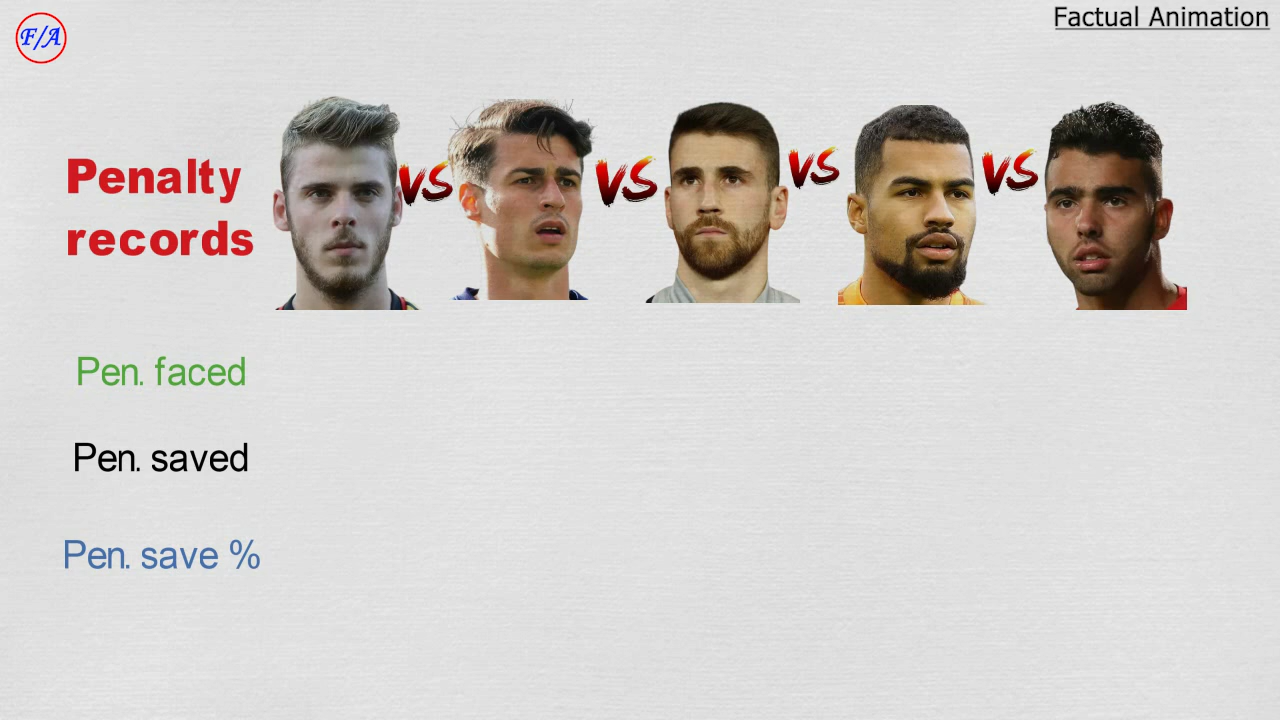 F/A
Factual Animation
Penalty
records
VS
VS
VS
VS
Pen. faced
Pen. saved
Pen. save %